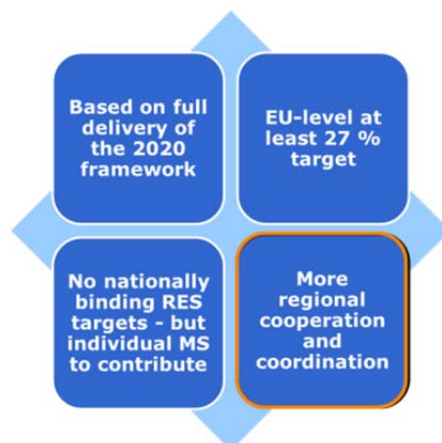 Based on full
delivery of
the 2020
framework
EU-level at
least 27 %
target
No nationally
binding RES
targets - but
individual MS
to contribute
More
regional
cooperation
and
coordination